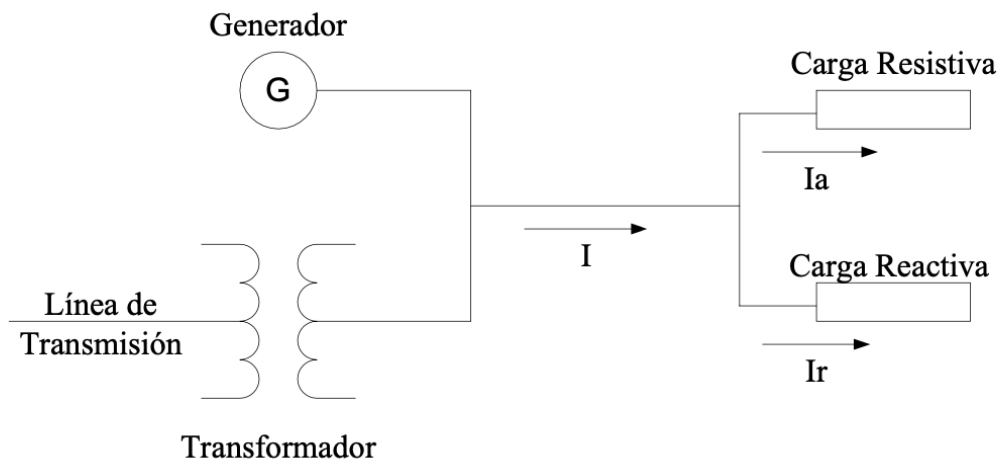 Generador
G
Carga Resistiva
Ia
I
Carga Reactiva
Ir
Línea de
Transmisión
Transformador